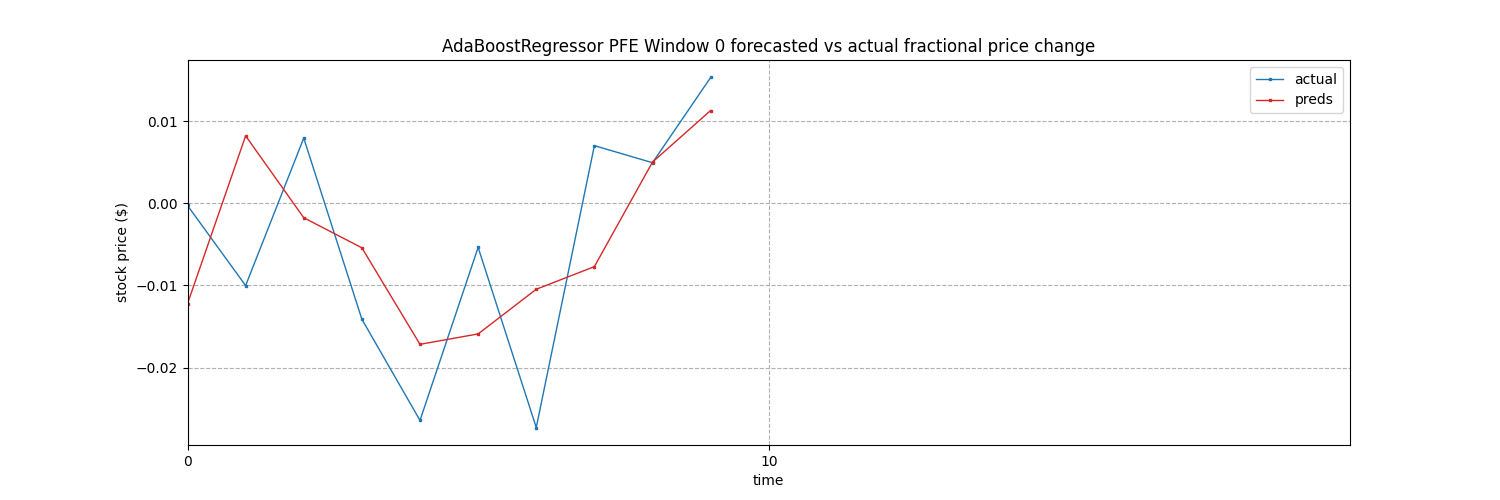 AdaBoostRegressor PFE Window 0 forecasted vs actual fractional price change
actual
preds
0.01
0.00
−0.01
−0.02
stock price ($)
0
10
time